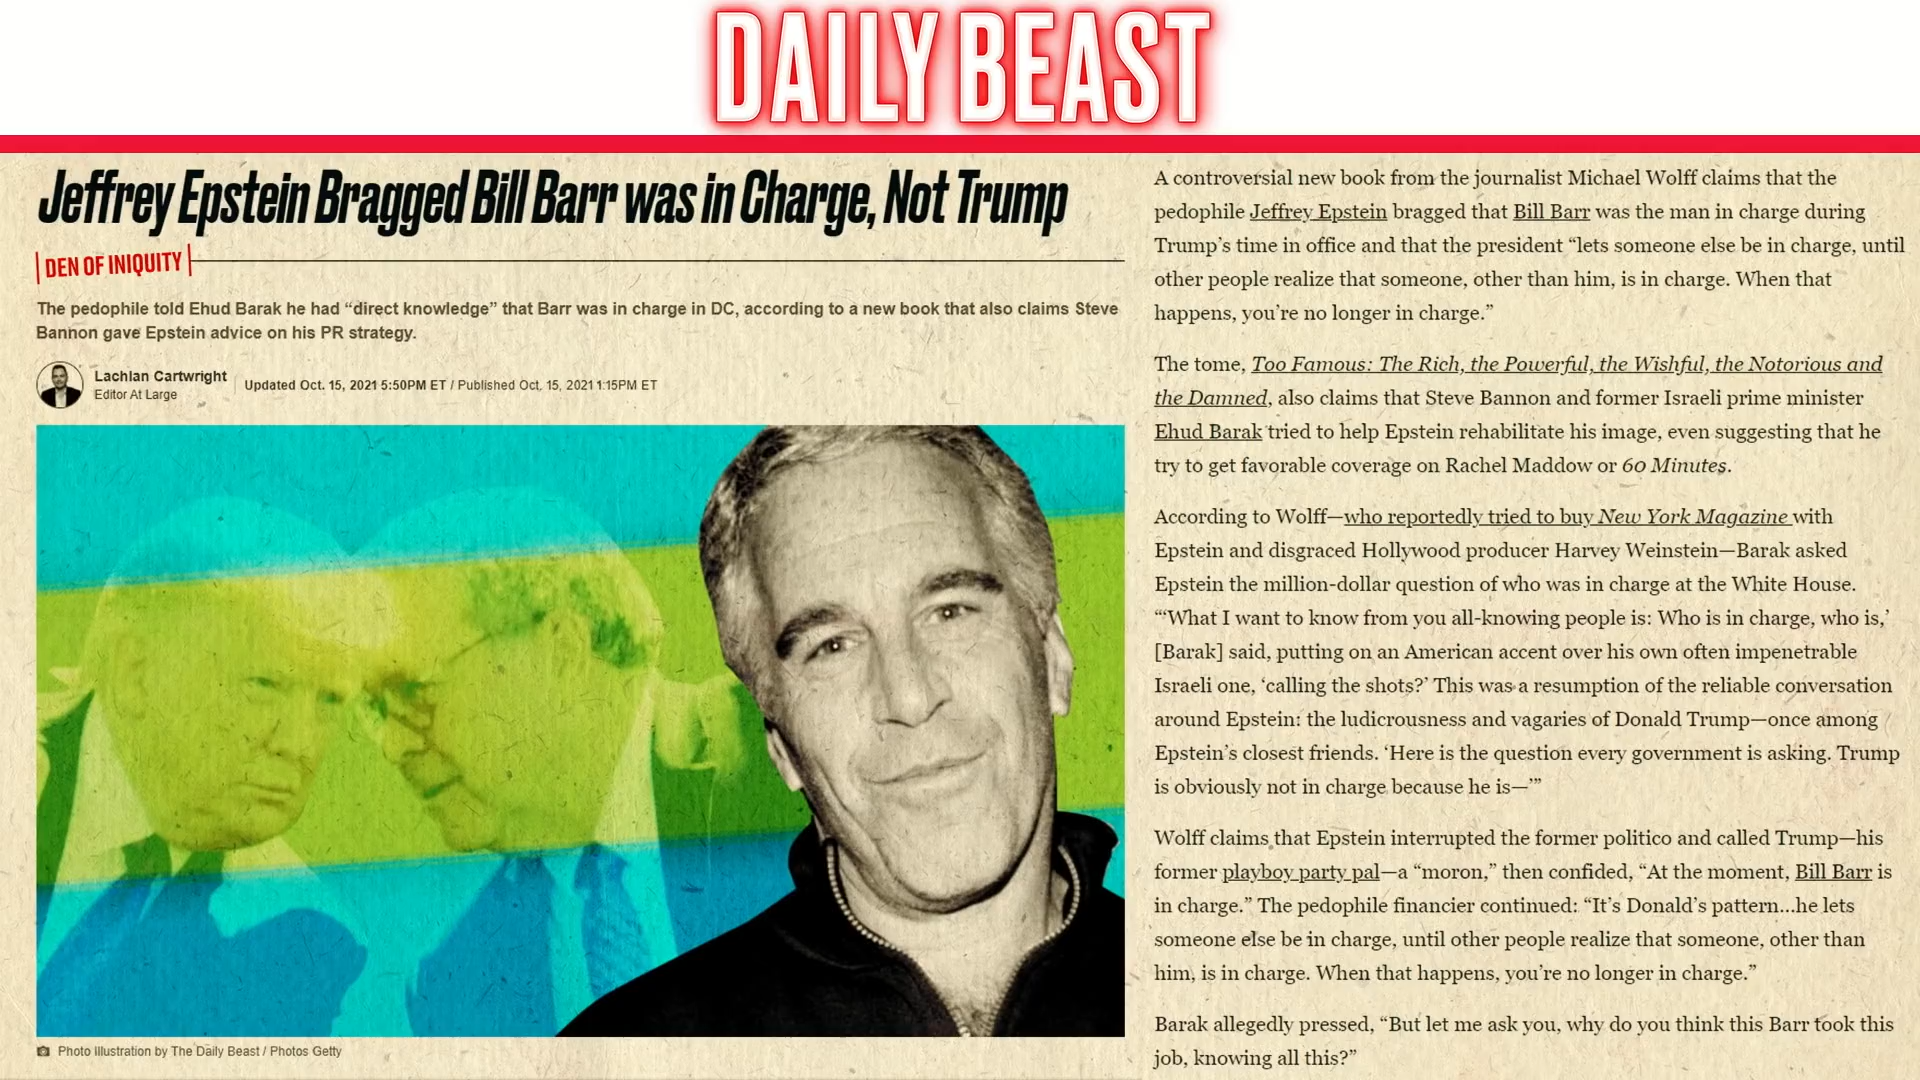 DAILY BEAST
Jeffrey Epstein Bragged Bill Barr was in Charge, Not Trump
DEN OF INIQUITY
The pedophile told Ehud Barak he had “direct knowledge” that Barr was in charge in DC, according to a new book that also claims Steve
Bannon gave Epstein advice on his PR strategy.
Lachlan Cartwright
Editor At Large
Updated Oct. 15, 2021 5:50PM ET / Published Oct. 15, 2021 1:15PM ET
Photo Illustration by The Daily Beast / Photos Getty
A controversial new book from the journalist Michael Wolff claims that the
pedophile Jeffrey Epstein bragged that Bill Barr was the man in charge during
Trump’s time in office and that the president “lets someone else be in charge, until
other people realize that someone, other than him, is in charge. When that
happens, you’re no longer in charge.”
The tome, Too Famous: The Rich, the Powerful, the Wishful, the Notorious and
the Damned, also claims that Steve Bannon and former Israeli prime minister
Ehud Barak tried to help Epstein rehabilitate his image, even suggesting that he
try to get favorable coverage on Rachel Maddow or 60 Minutes.
According to Wolff—who reportedly tried to buy New York Magazine with
Epstein and disgraced Hollywood producer Harvey Weinstein—Barak asked
Epstein the million-dollar question of who was in charge at the White House.
“‘What I want to know from you all-knowing people is: Who is in charge, who is,’
[Barak] said, putting on an American accent over his own often impenetrable
Israeli one, ‘calling the shots?’ This was a resumption of the reliable conversation
around Epstein: the ludicrousness and vagaries of Donald Trump—once among
Epstein’s closest friends. ‘Here is the question every government is asking. Trump
is obviously not in charge because he is—’”
Wolff claims that Epstein interrupted the former politico and called Trump—his
former playboy party pal—a “moron,” then confided, “At the moment, Bill Barr is
in charge.” The pedophile financier continued: “It’s Donald’s pattern...he lets
someone else be in charge, until other people realize that someone, other than
him, is in charge. When that happens, you’re no longer in charge.”
Barak allegedly pressed, “But let me ask you, why do you think this Barr took this
job, knowing all this?”